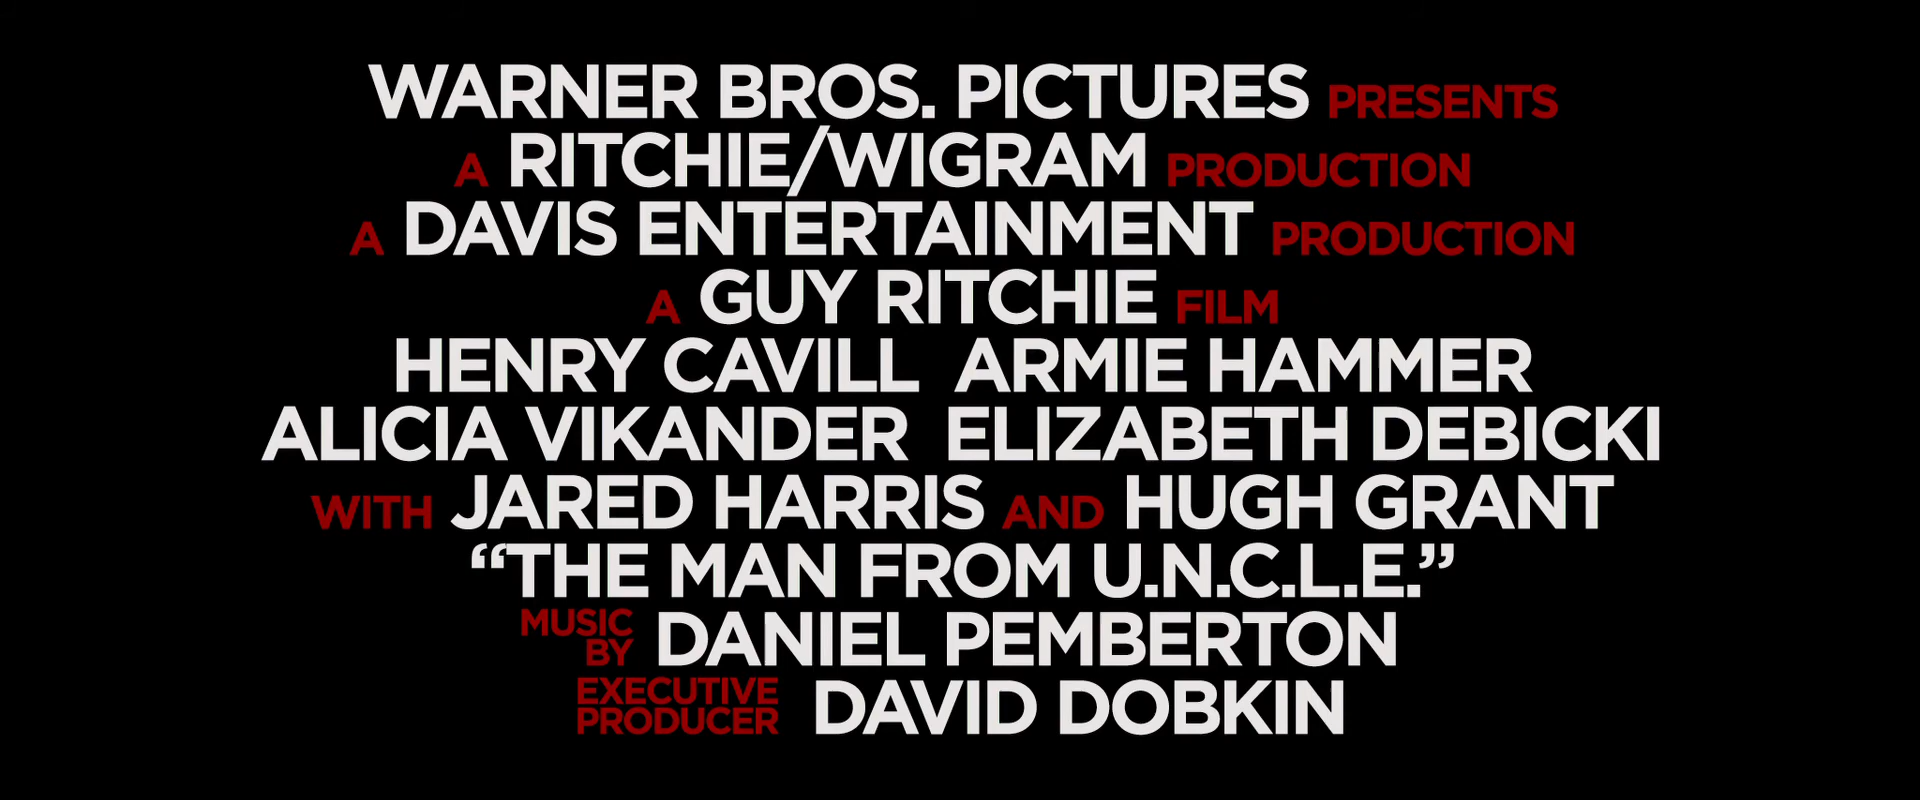 WARNER BROS. PICTURES PRESENTS
A RITCHIE/WIGRAM PRODUCTION
A DAVIS ENTERTAINMENT PRODUCTION
A GUY RITCHIE FILM
HENRY CAVILL ARMIE HAMMER
ALICIA VIKANDER ELIZABETH DEBICKI
WITH JARED HARRIS AND HUGH GRANT
“THE MAN FROM U.N.C.L.E.”
MUSIC BY DANIEL PEMBERTON
EXECUTIVE PRODUCER DAVID DOBKIN